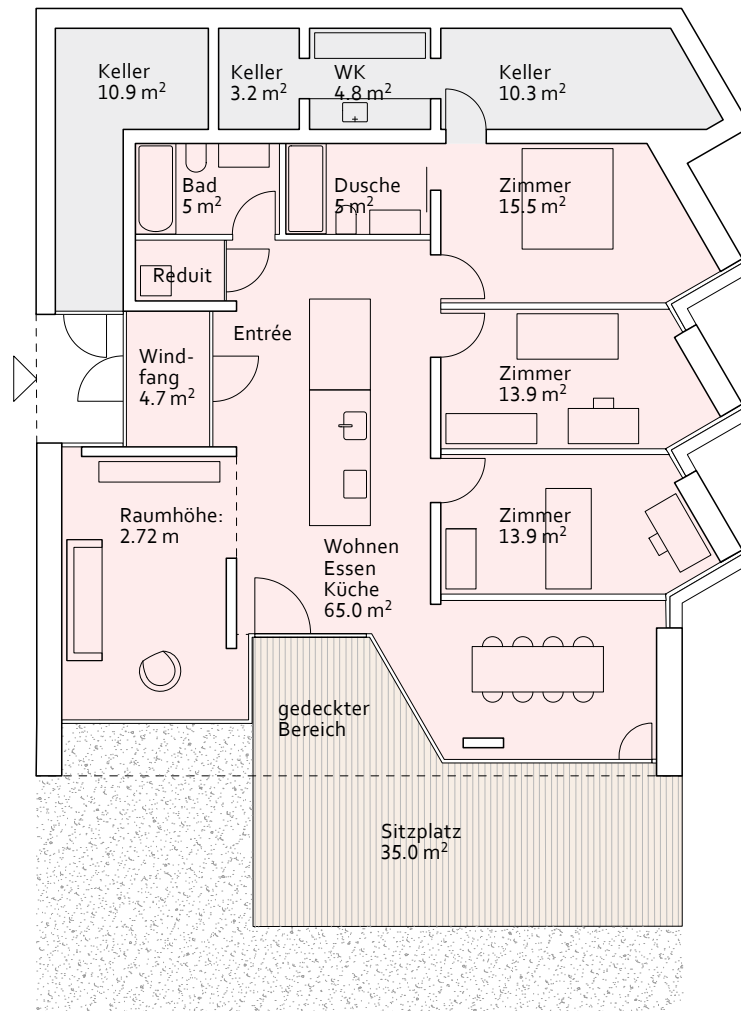 Keller
10.9 m²
Keller
3.2 m²
WK
4.8 m²
Keller
10.3 m²
Bad
5 m²
Dusche
5 m²
Zimmer
15.5 m²
Reduit
Entrée
Wind-
fang
4.7 m²
Zimmer
13.9 m²
Raumhöhe:
2.72 m
Zimmer
13.9 m²
Wohnen
Essen
Küche
65.0 m²
gedeckter
Bereich
Sitzplatz
35.0 m²